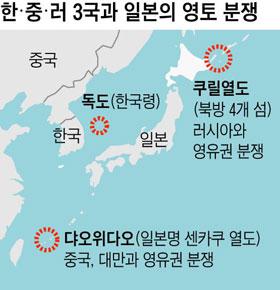 한·중·러 3국과 일본의 영토 분쟁
중국
독도(한국령)
한국
일본
쿠릴열도
(북방 4개 섬)
러시아와
영유권 분쟁
댜오위다오(일본명 센카쿠 열도)
중국, 대만과 영유권 분쟁